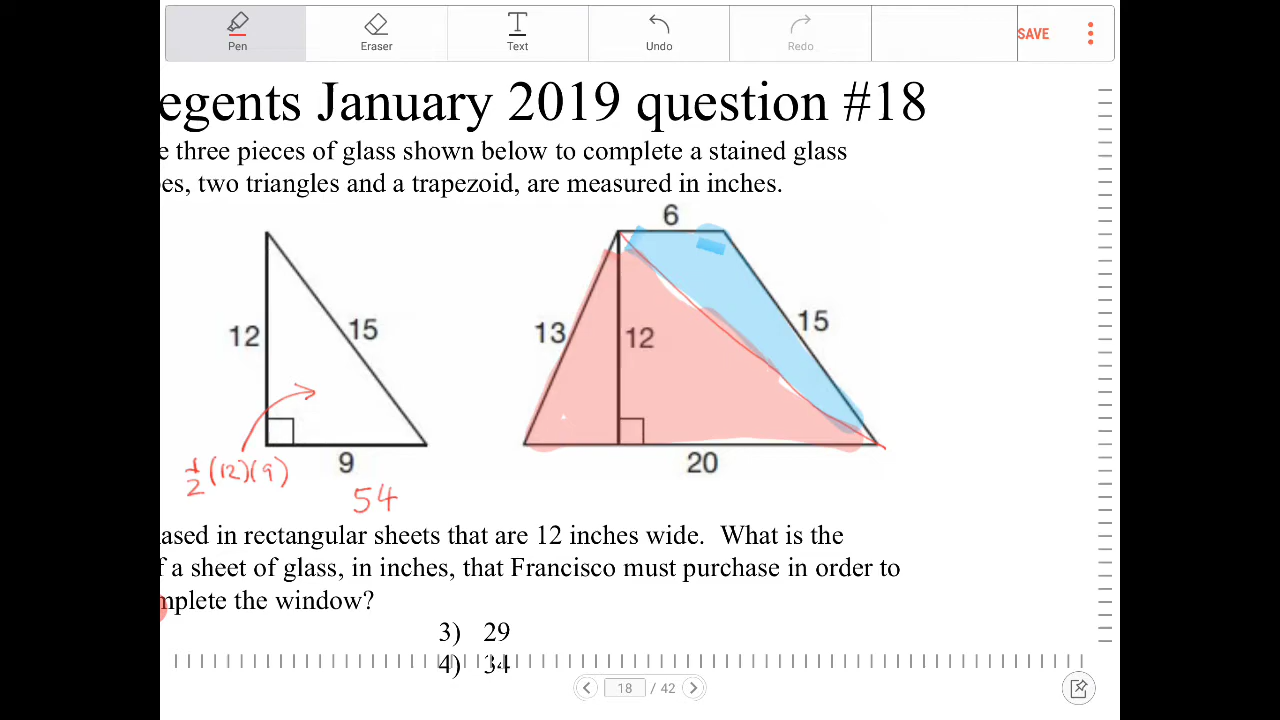 Pen Eraser Text Undo Redo SAVE
egents January 2019 question #18
e three pieces of glass shown below to complete a stained glass
es, two triangles and a trapezoid, are measured in inches.
6
12 15 13 12 15
9 20
1/2 (12)(9)
54
ased in rectangular sheets that are 12 inches wide. What is the
f a sheet of glass, in inches, that Francisco must purchase in order to
mplete the window?
3) 29
4) 34
18 / 42